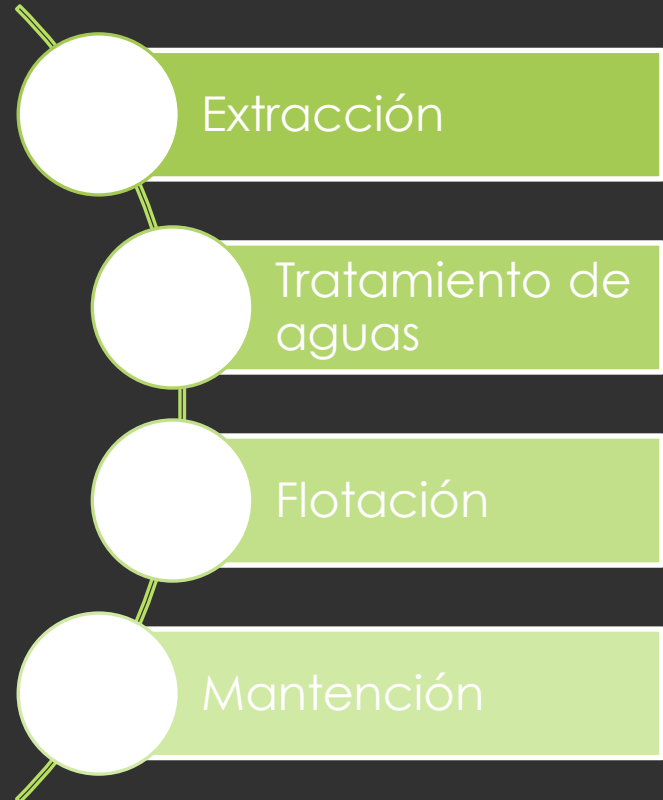 Extracción
Tratamiento de
aguas
Flotación
Mantención